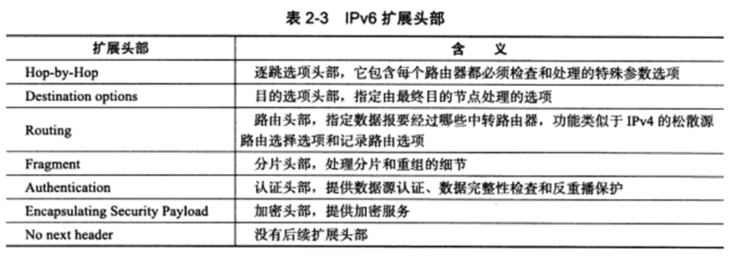 表 2-3 IPv6 扩展头部
扩展头部 含 义
Hop-by-Hop 逐跳选项头部，它包含每个路由器都必须检查和处理的特殊参数选项
Destination options 目的选项头部，指定由最终目的节点处理的选项
Routing 路由头部，指定数据报要经过哪些中转路由器，功能类似于 IPv4 的松散源
路由选择选项和记录路由选项
Fragment 分片头部，处理分片和重组的细节
Authentication 认证头部，提供数据源认证、数据完整性检查和反重播保护
Encapsulating Security Payload 加密头部，提供加密服务
No next header 没有后续扩展头部